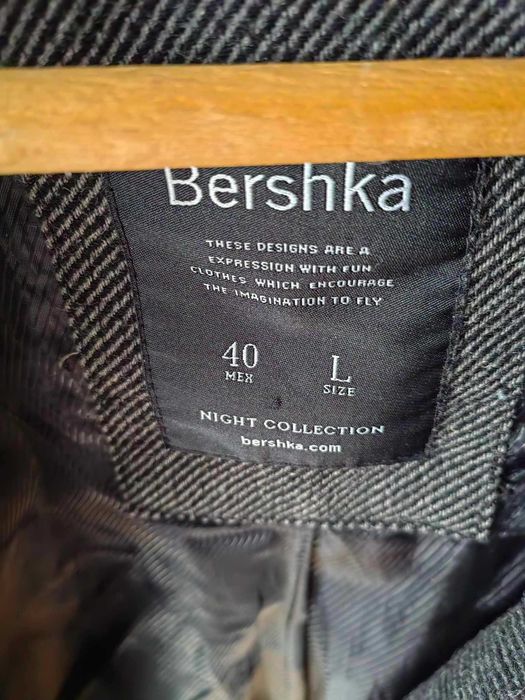 Bershka
THESE DESIGNS ARE A
EXPRESSION WITH FUN
CLOTHES WHICH ENCOURAGE
THE IMAGINATION TO FLY
40 L
MEX SIZE
NIGHT COLLECTION
bershka.com